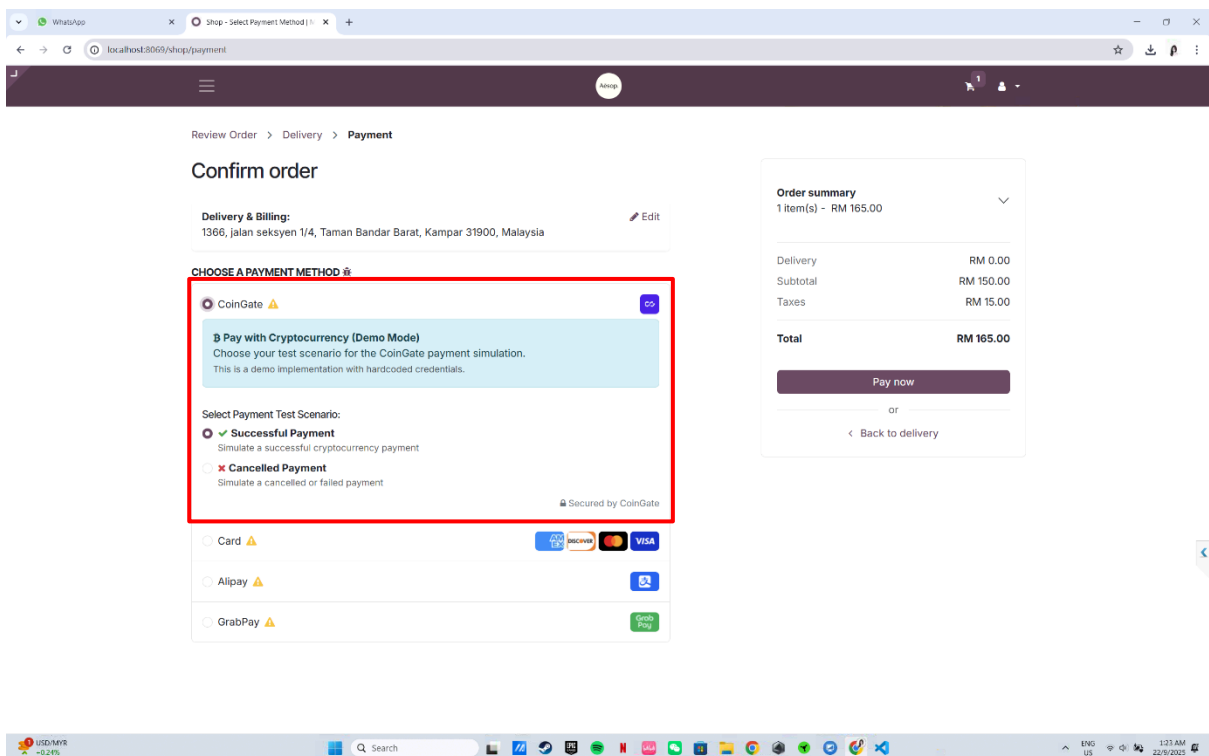 WhatsApp
Shop - Select Payment Method | M
localhost:8069/shop/payment
Aēsop.
1
Review Order > Delivery > Payment
Confirm order
Delivery & Billing:
Edit
1366, jalan seksyen 1/4, Taman Bandar Barat, Kampar 31900, Malaysia
CHOOSE A PAYMENT METHOD
CoinGate
Pay with Cryptocurrency (Demo Mode)
Choose your test scenario for the CoinGate payment simulation.
This is a demo implementation with hardcoded credentials.
Select Payment Test Scenario:
Successful Payment
Simulate a successful cryptocurrency payment
Cancelled Payment
Simulate a cancelled or failed payment
Secured by CoinGate
Card
AM EX
DISCOVER
VISA
Alipay
GrabPay
Grab
Pay
Order summary
1 item(s) - RM 165.00
Delivery RM 0.00
Subtotal RM 150.00
Taxes RM 15.00
Total RM 165.00
Pay now
or
< Back to delivery
USD/MYR
-0.24%
Search
ENG
US
1:23 AM
22/9/2025